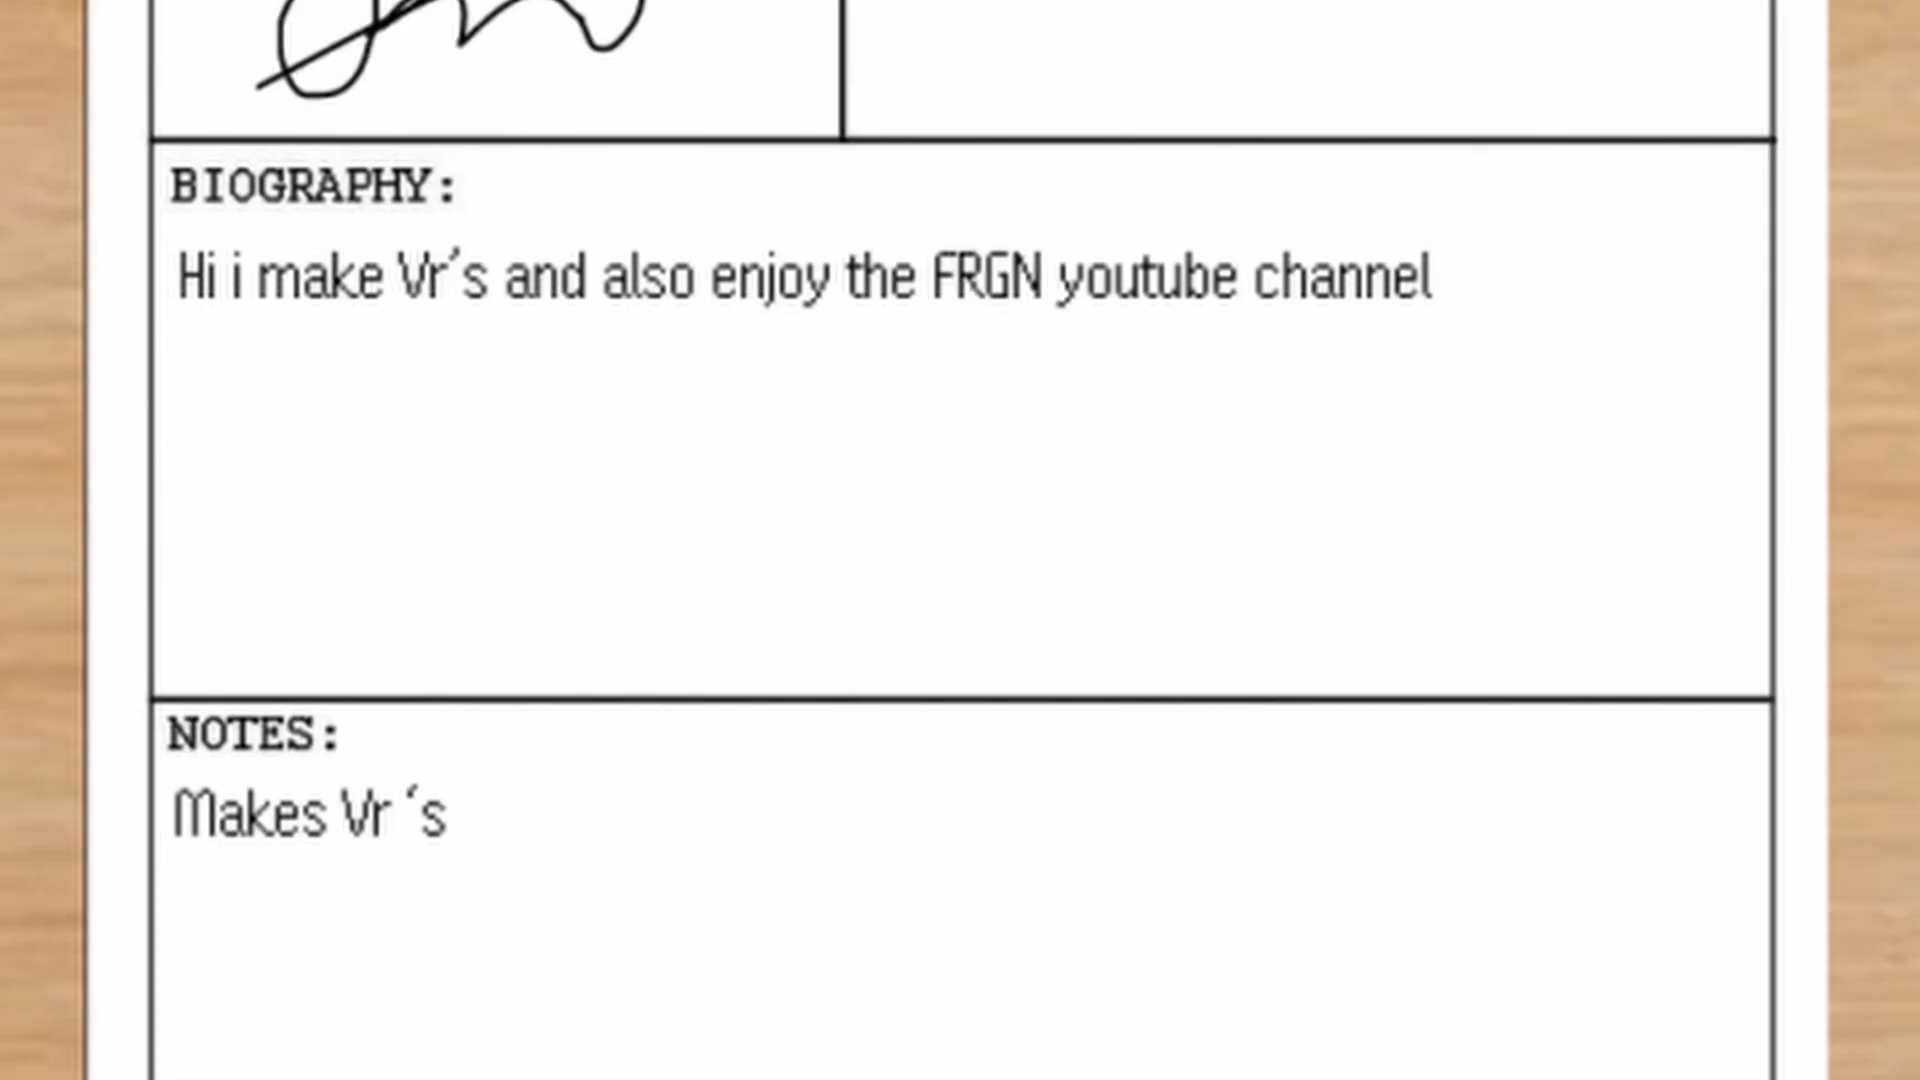 BIOGRAPHY:
Hi i make Vr's and also enjoy the FRGN youtube channel
NOTES:
Makes Vr 's